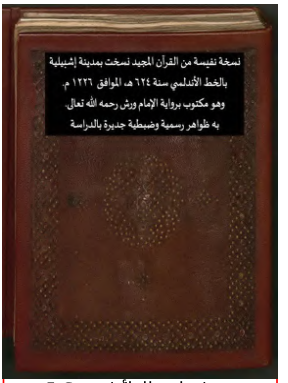 نسخة نفيسة من القرآن المجيد نسخت بمدينة إشبيلية
بالخط الأندلسي سنة ٦٢٤ هـ، الموافق ١٢٢٦ م.
وهو مكتوب برواية الإمام ورش رحمه الله تعالى.
به ظواهر رسمية وضبطية جديرة بالدراسة